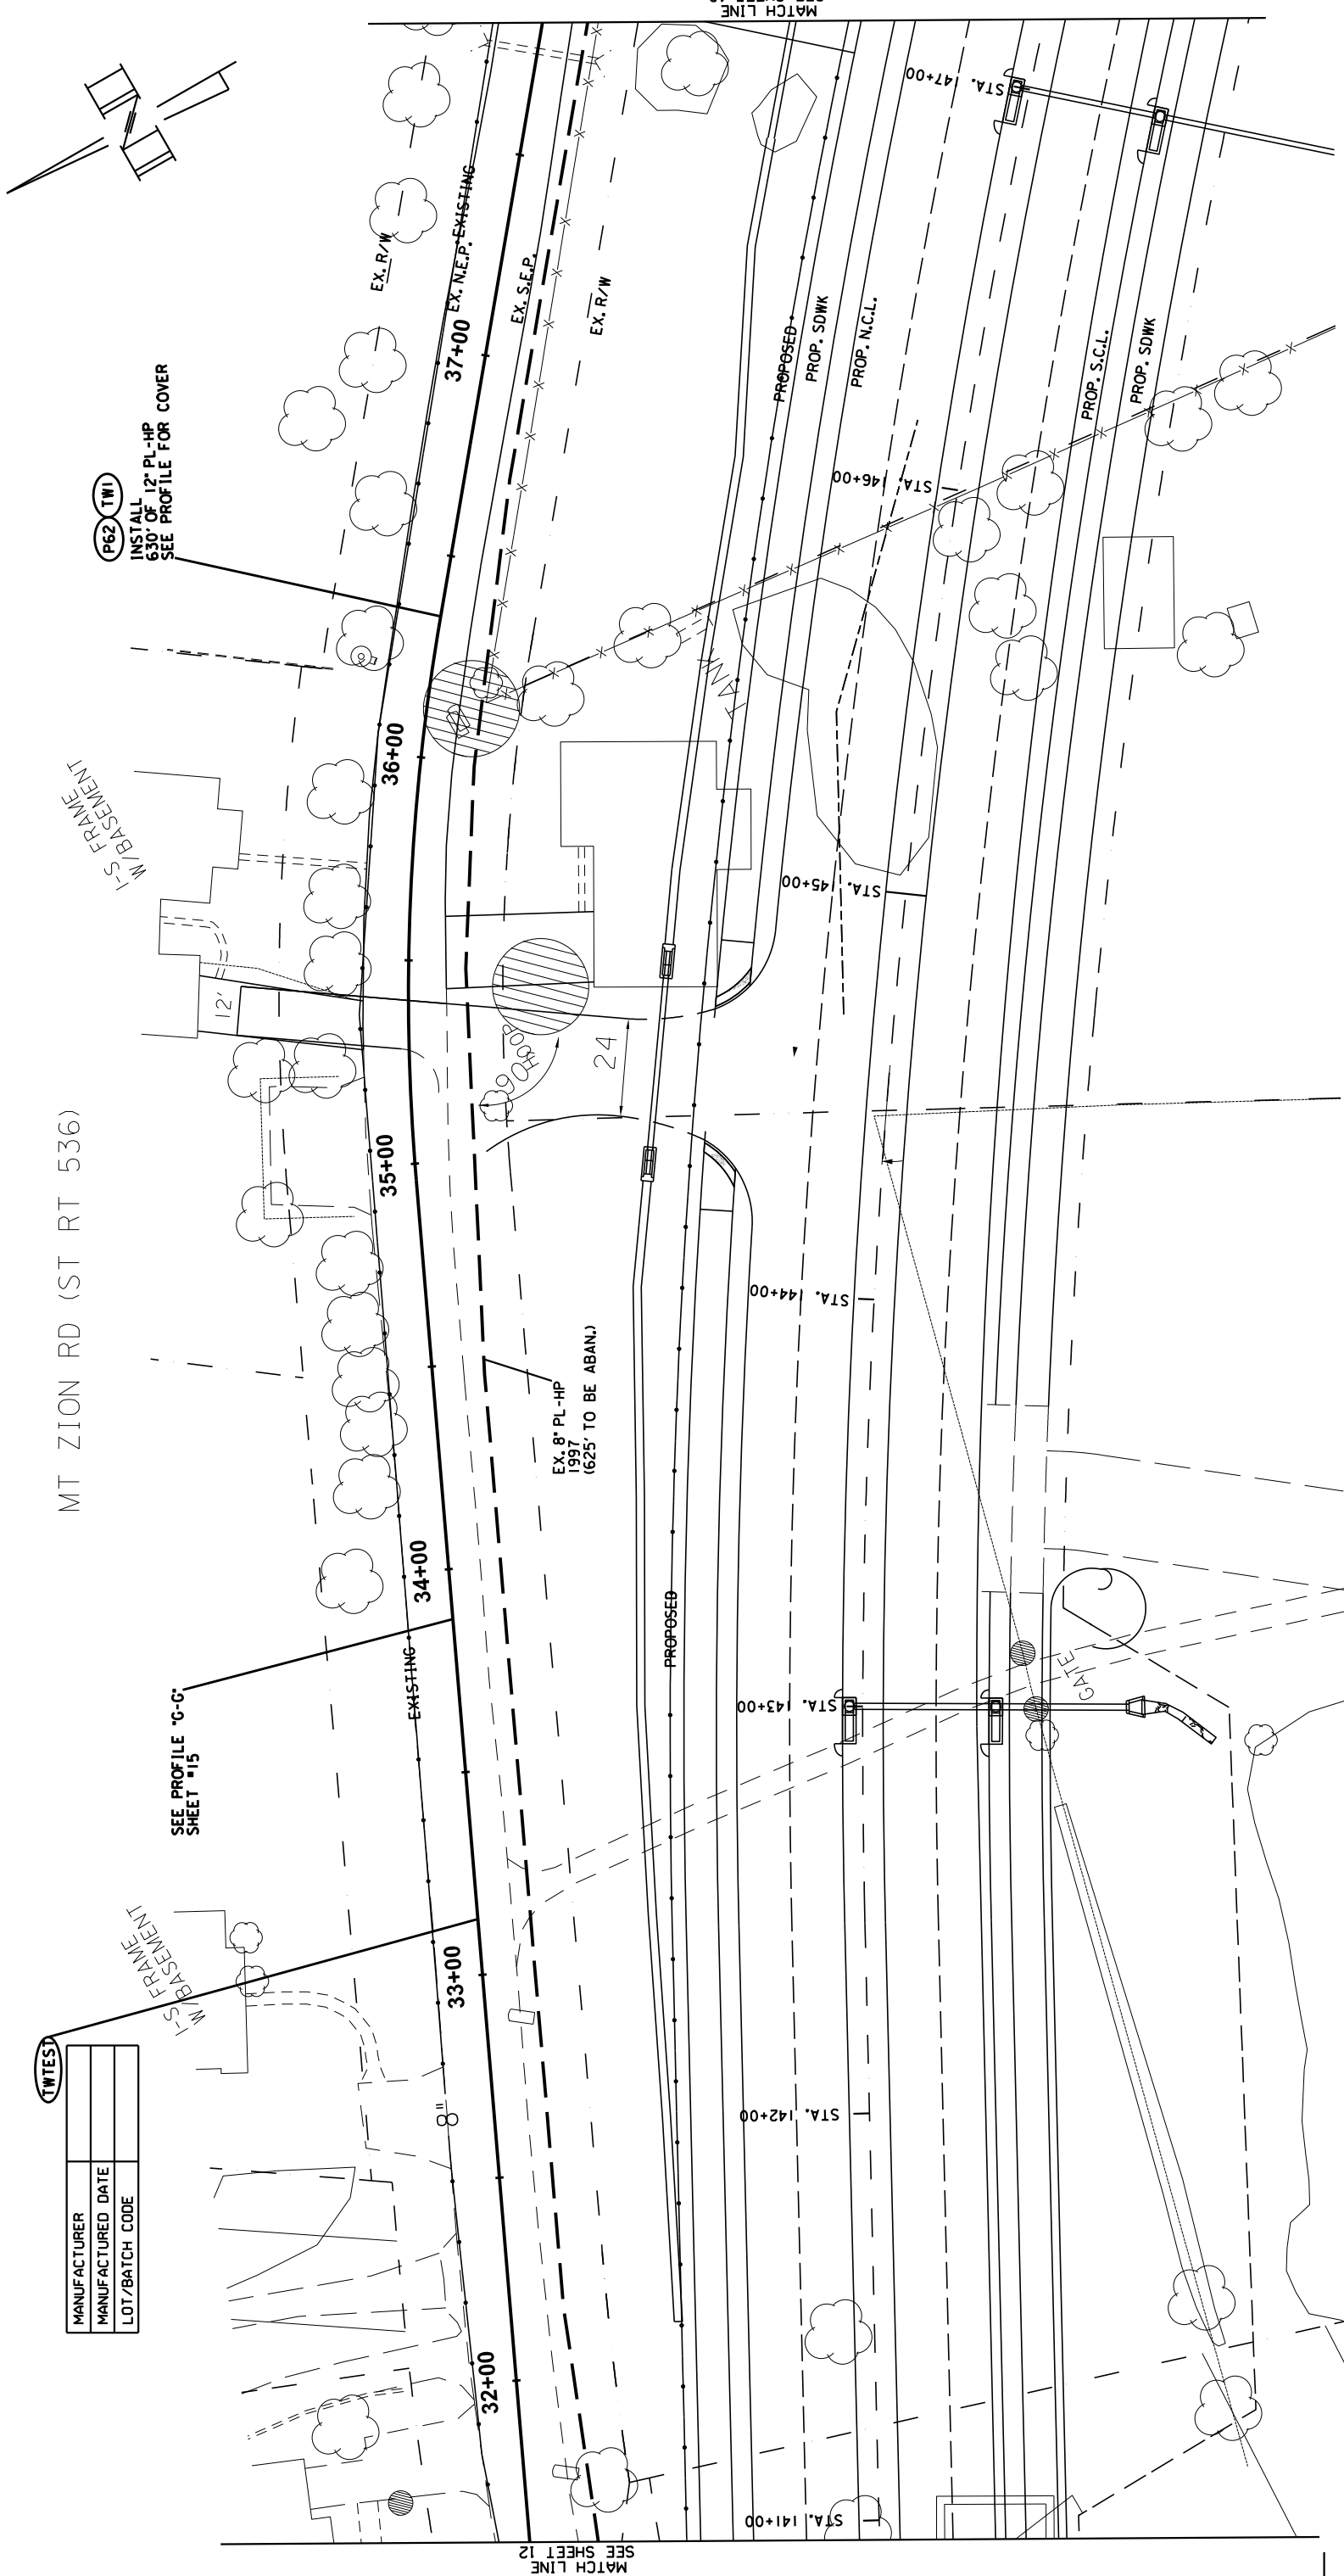 MATCH LINE
P62 TW1
INSTALL
630' OF 12" PL-HP
SEE PROFILE FOR COVER
EX. R/W
EX. N.E.P.
EXISTING
EX. S.E.P.
EX. R/W
37+00
PROPOSED
PROP. SDWK
PROP. N.C.L.
PROP. S.C.L.
PROP. SDWK
STA. 147+00
STA. 146+00
TANK
36+00
1-S FRAME
W/BASEMENT
STA. 145+00
12'
24
MT ZION RD (ST RT 536)
35+00
STA. 144+00
EX. 8" PL-HP
1997
(625' TO BE ABAN.)
34+00
SEE PROFILE "G-G"
SHEET #15
EXISTING
PROPOSED
STA. 143+00
GATE
1-S FRAME
W/BASEMENT
33+00
TWTEST
MANUFACTURER
MANUFACTURED DATE
LOT/BATCH CODE
8"
STA. 142+00
32+00
STA. 141+00
MATCH LINE
SEE SHEET 12